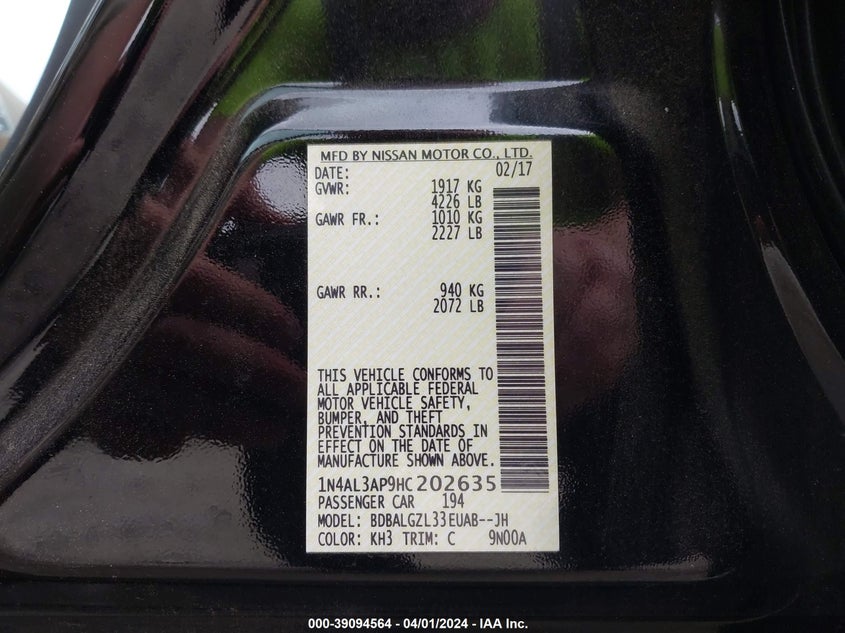 MFD BY NISSAN MOTOR CO., LTD.
DATE: 02/17
GVWR: 1917 KG
4226 LB
GAWR FR.: 1010 KG
2227 LB
GAWR RR.: 940 KG
2072 LB
THIS VEHICLE CONFORMS TO
ALL APPLICABLE FEDERAL
MOTOR VEHICLE SAFETY,
BUMPER, AND THEFT
PREVENTION STANDARDS IN
EFFECT ON THE DATE OF
MANUFACTURE SHOWN ABOVE.
1N4AL3AP9HC202635
PASSENGER CAR 194
MODEL: BDBALGZL33EUAB--JH
COLOR: KH3 TRIM: C 9N00A
000-39094564 - 04/01/2024 - IAA Inc.